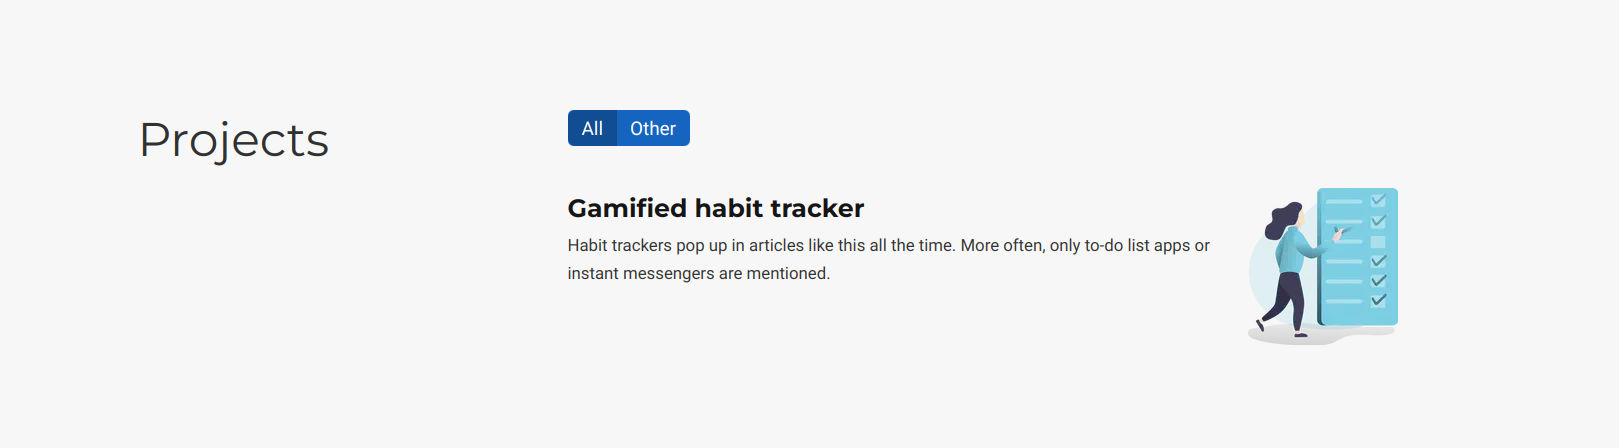 Projects
All Other
Gamified habit tracker
Habit trackers pop up in articles like this all the time. More often, only to-do list apps or
instant messengers are mentioned.